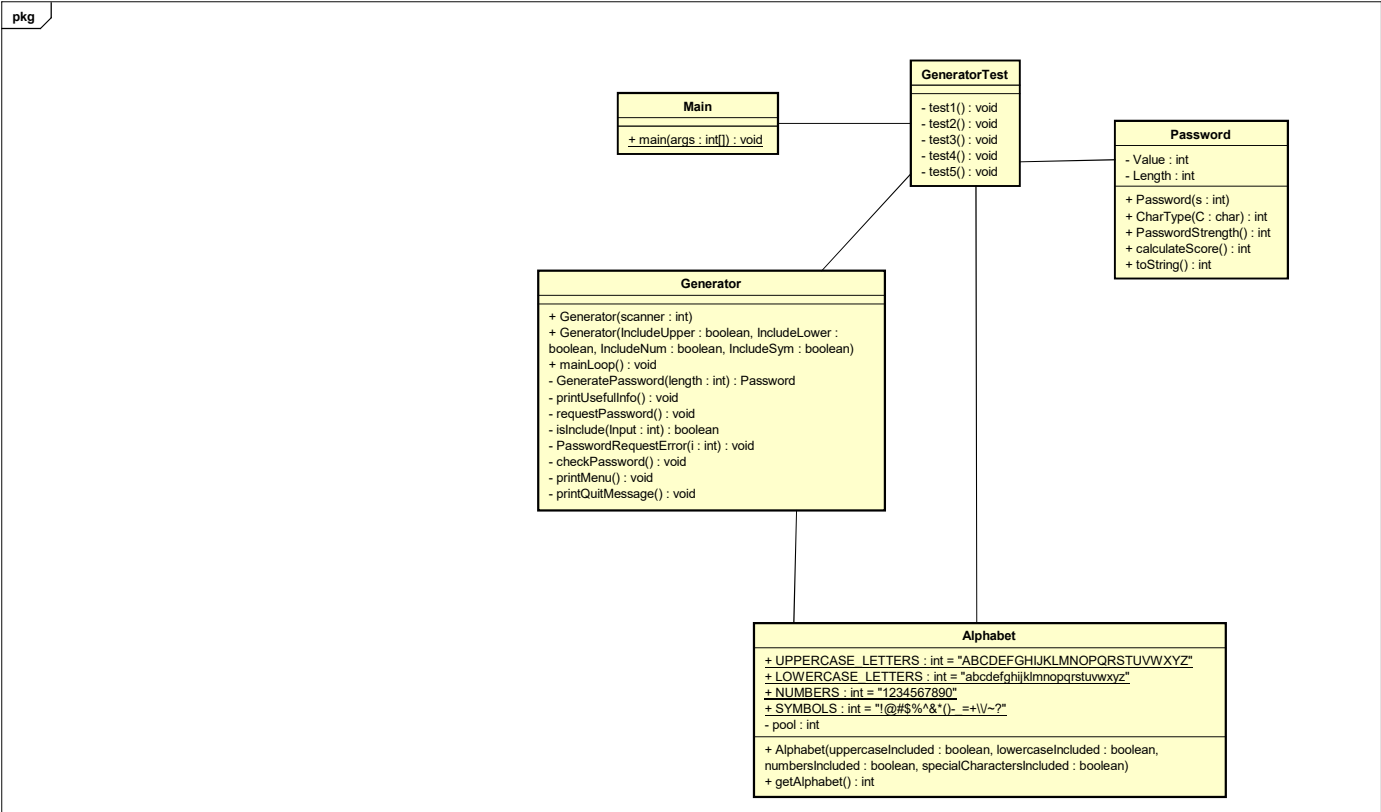 pkg
GeneratorTest
- test1() : void
- test2() : void
- test3() : void
- test4() : void
- test5() : void
Main
+ main(args : int[]) : void
Password
- Value : int
- Length : int
+ Password(s : int)
+ CharType(C : char) : int
+ PasswordStrength() : int
+ calculateScore() : int
+ toString() : int
Generator
+ Generator(scanner : int)
+ Generator(IncludeUpper : boolean, IncludeLower :
boolean, IncludeNum : boolean, IncludeSym : boolean)
+ mainLoop() : void
- GeneratePassword(length : int) : Password
- printUsefulInfo() : void
- requestPassword() : void
- isInclude(Input : int) : boolean
- PasswordRequestError(i : int) : void
- checkPassword() : void
- printMenu() : void
- printQuitMessage() : void
Alphabet
+ UPPERCASE_LETTERS : int = "ABCDEFGHIJKLMNOPQRSTUVWXYZ"
+ LOWERCASE_LETTERS : int = "abcdefghijklmnopqrstuvwxyz"
+ NUMBERS : int = "1234567890"
+ SYMBOLS : int = "!@#$%^&*()-_=+\\/~?"
- pool : int
+ Alphabet(uppercaseIncluded : boolean, lowercaseIncluded : boolean,
numbersIncluded : boolean, specialCharactersIncluded : boolean)
+ getAlphabet() : int